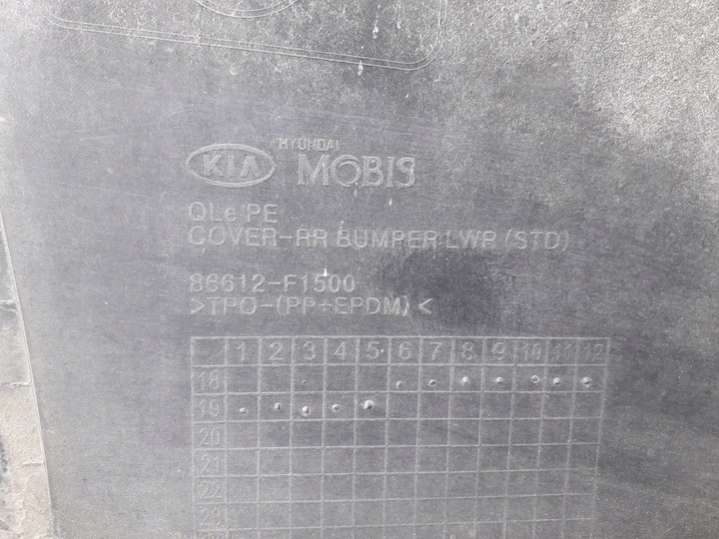 KIA HYUNDAI MOBIS
QLe PE
COVER-RR BUMPER LWR (STD)
86612-F1500
>TPO-(PP+EPDM)<
1 2 3 4 5 6 7 8 9 10 11 12
18
19
20
21
22
23